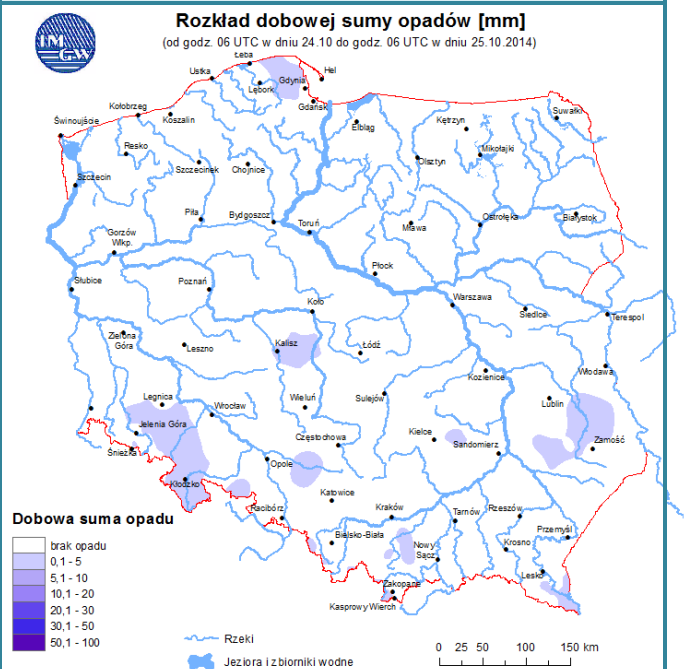 Rozkład dobowej sumy opadów [mm]
(od godz. 06 UTC w dniu 24.10 do godz. 06 UTC w dniu 25.10.2014)
IMGW
Łeba
Hel
Ustka
Gdynia
Lębork
Gdańsk
Suwałki
Kołobrzeg
Koszalin
Świnoujście
Elbląg
Kętrzyn
Resko
Mikołajki
Szczecinek
Chojnice
Olsztyn
Szczecin
Piła
Bydgoszcz
Toruń
Mława
Ostrołęka
Białystok
Gorzów
Wlkp.
Płock
Słubice
Poznań
Koło
Warszawa
Siedlce
Terespol
Zielona
Góra
Leszno
Kalisz
Łódź
Kozienice
Włodawa
Legnica
Wrocław
Wieluń
Sulejów
Lublin
Jelenia Góra
Częstochowa
Kielce
Sandomierz
Zamość
Śnieżka
Opole
Kłodzko
Katowice
Racibórz
Kraków
Tarnów
Rzeszów
Przemyśl
Bielsko-Biała
Nowy
Sącz
Krosno
Lesko
Zakopane
Kasprowy Wierch
Dobowa suma opadu
brak opadu
0,1 - 5
5,1 - 10
10,1 - 20
20,1 - 30
30,1 - 50
50,1 - 100
Rzeki
Jeziora i zbiorniki wodne
0 25 50 100 150 km